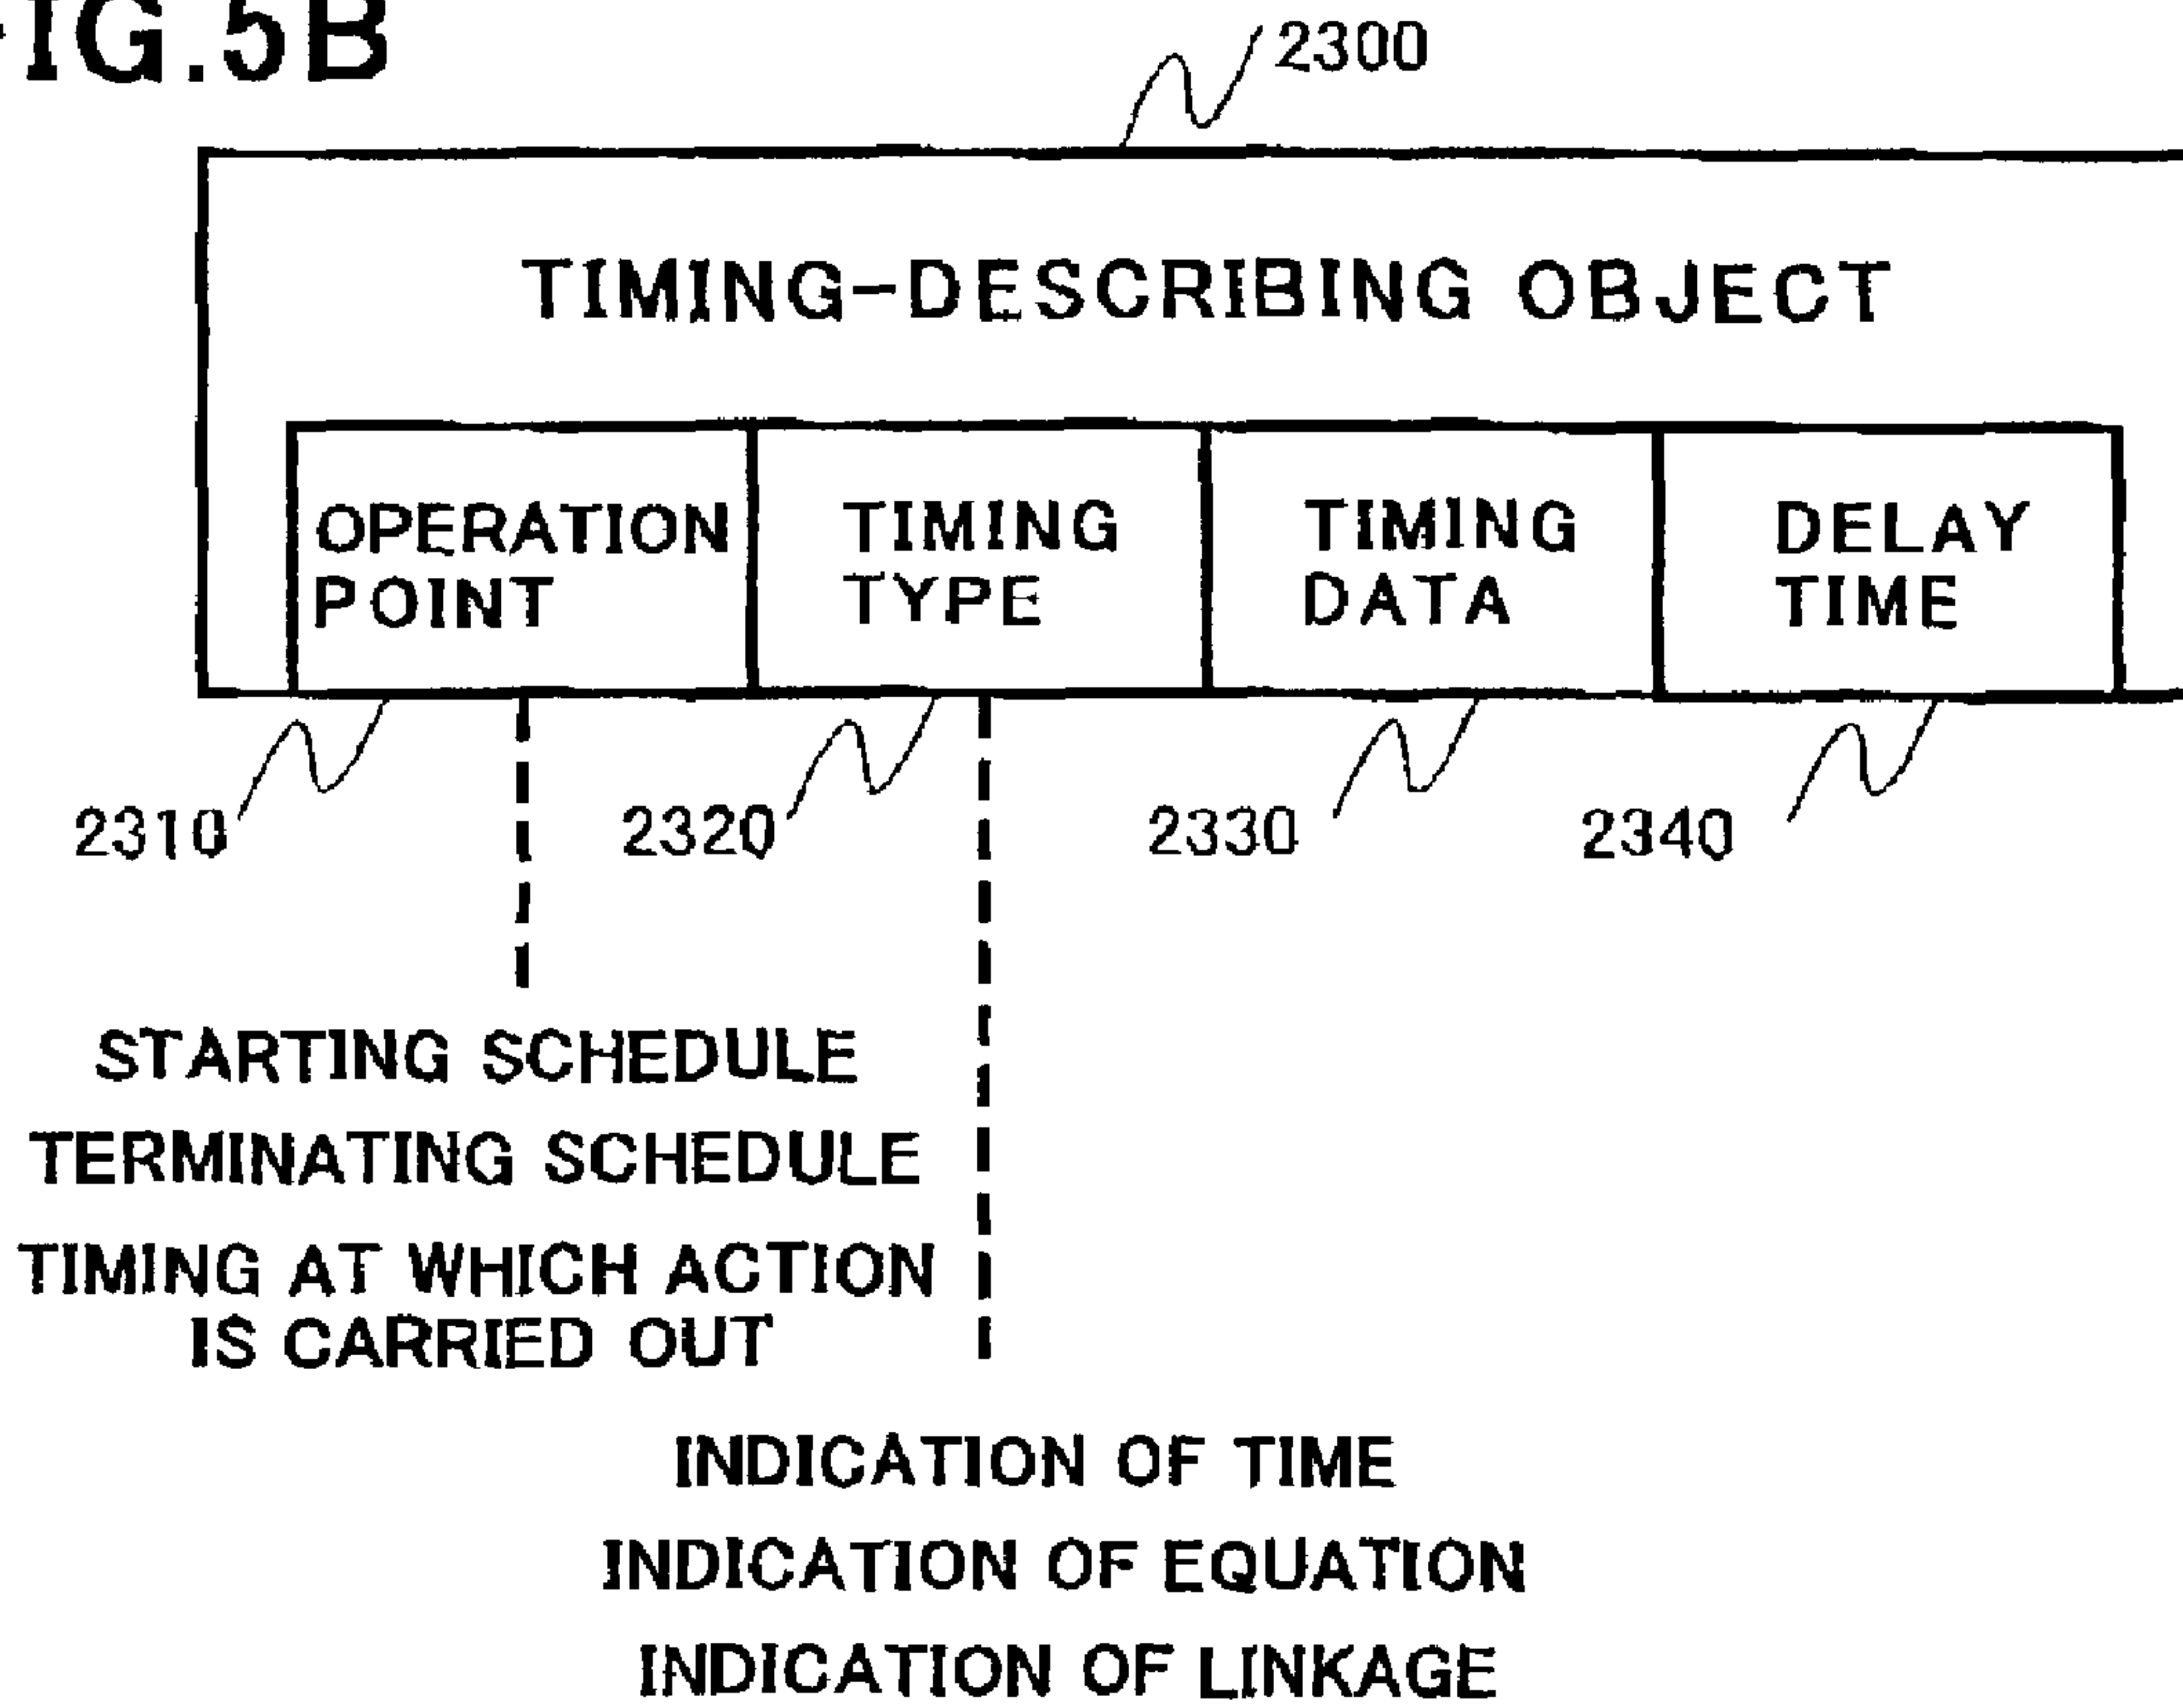 FIG.5B
2300
TIMING-DESCRIBING OBJECT
OPERATION
POINT
TIMING
TYPE
TIMING
DATA
DELAY
TIME
2310
2320
2330
2340
STARTING SCHEDULE
TERMINATING SCHEDULE
TIMING AT WHICH ACTION
IS CARRIED OUT
INDICATION OF TIME
INDICATION OF EQUATION
INDICATION OF LINKAGE